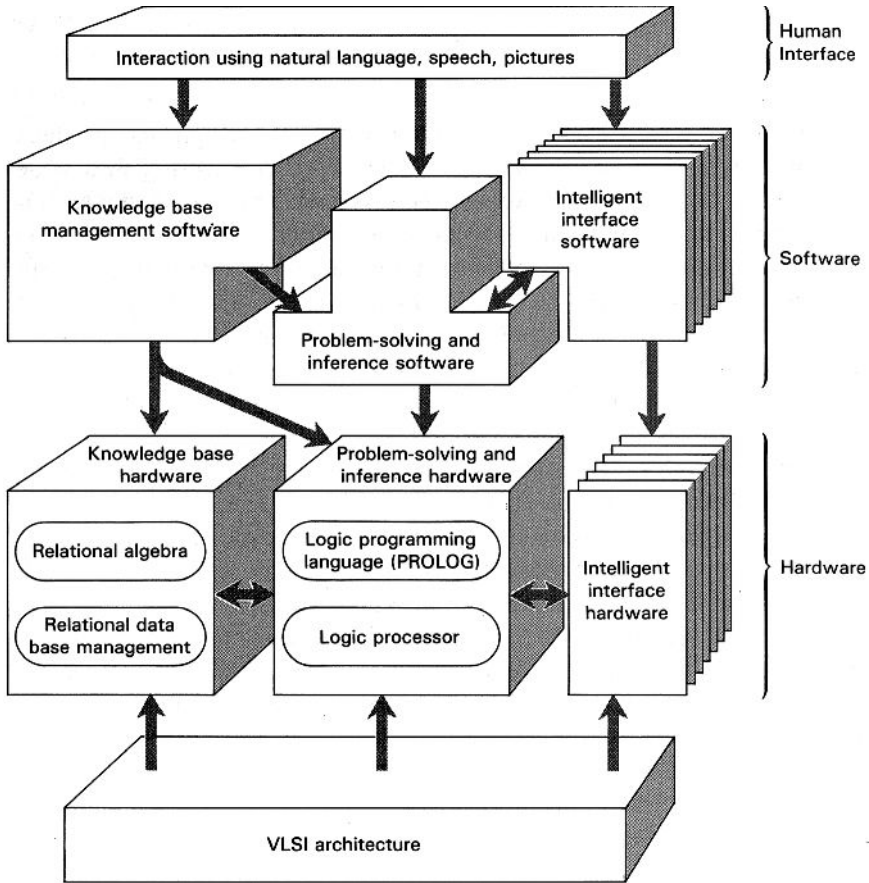 Interaction using natural language, speech, pictures
Human
Interface
Knowledge base
management software
Intelligent
interface
software
Software
Problem-solving and
inference software
Knowledge base
hardware
Problem-solving and
inference hardware
Relational algebra
Logic programming
language (PROLOG)
Intelligent
interface
hardware
Hardware
Relational data
base management
Logic processor
VLSI architecture